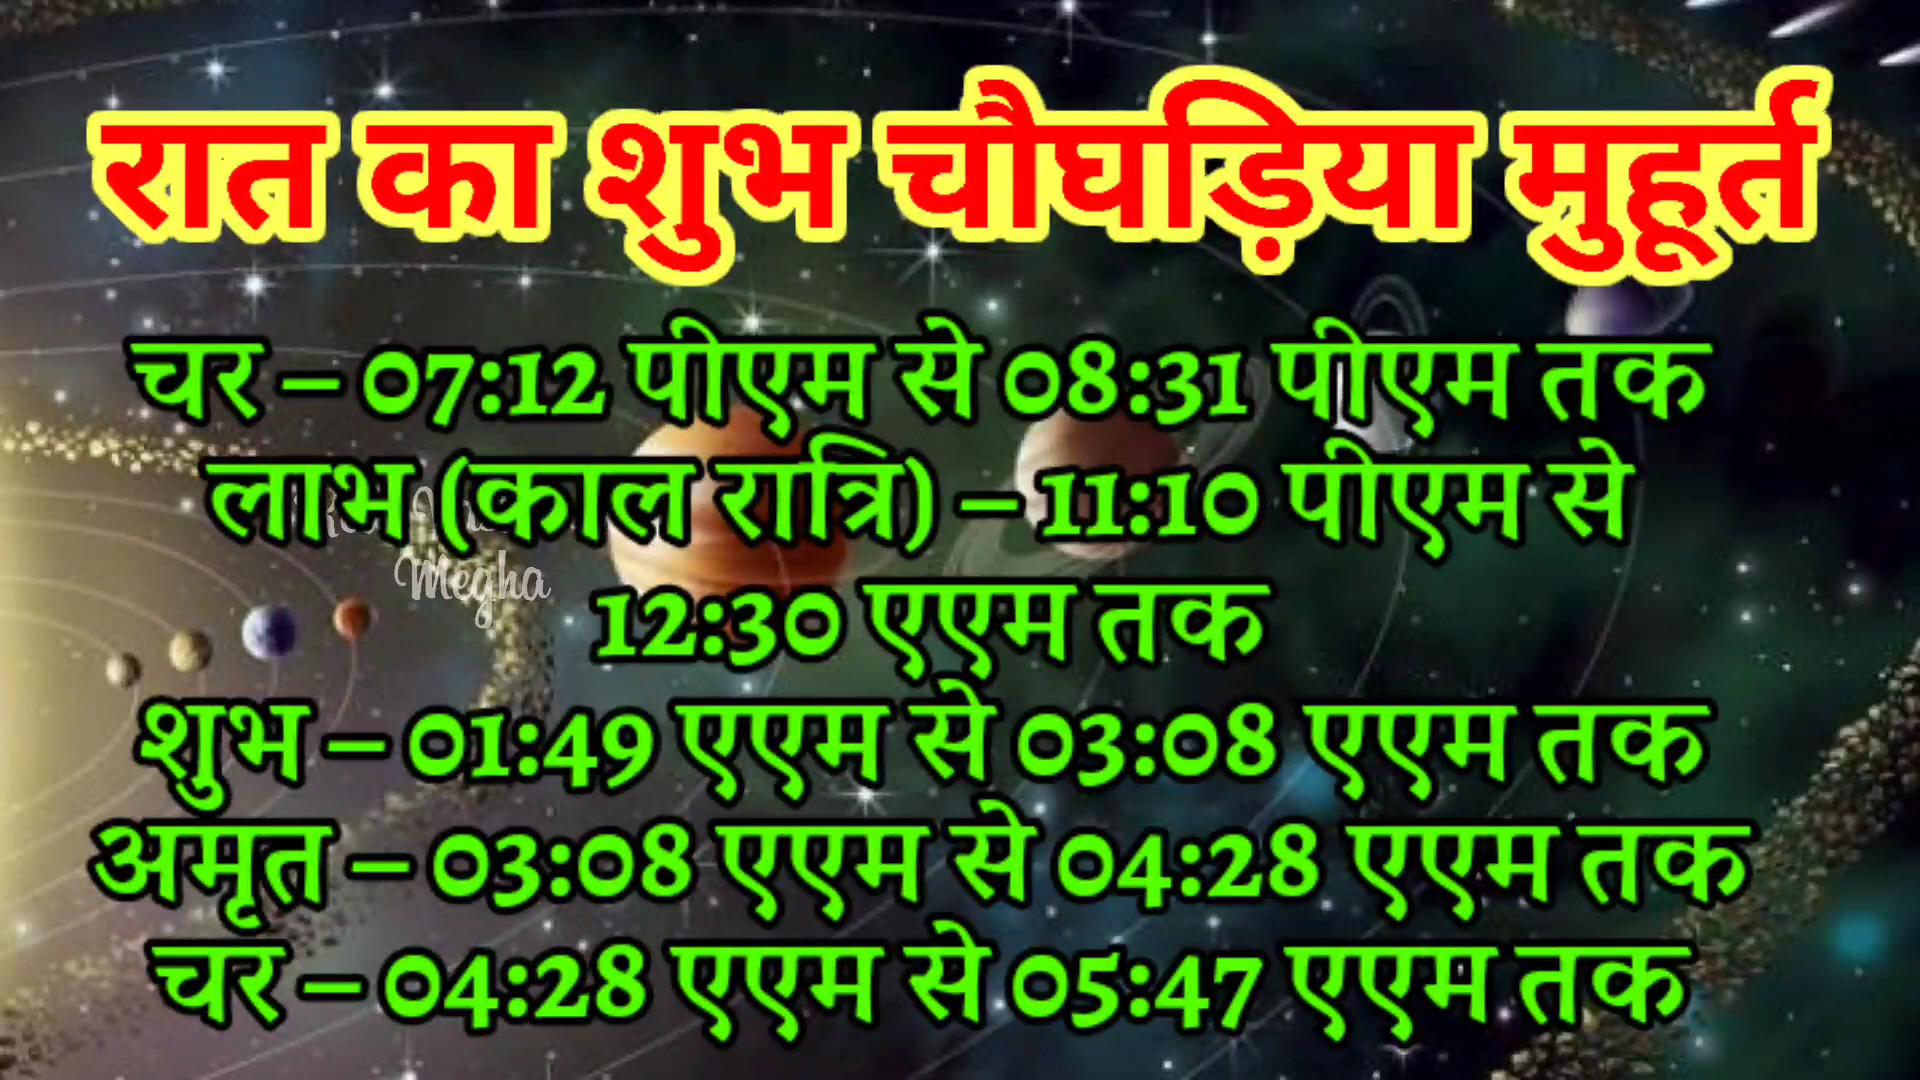 रात का शुभ चौघड़िया मुहूर्त
चर – 07:12 पीएम से 08:31 पीएम तक
लाभ (काल रात्रि) – 11:10 पीएम से
12:30 एएम तक
शुभ – 01:49 एएम से 03:08 एएम तक
अमृत – 03:08 एएम से 04:28 एएम तक
चर – 04:28 एएम से 05:47 एएम तक
Megha